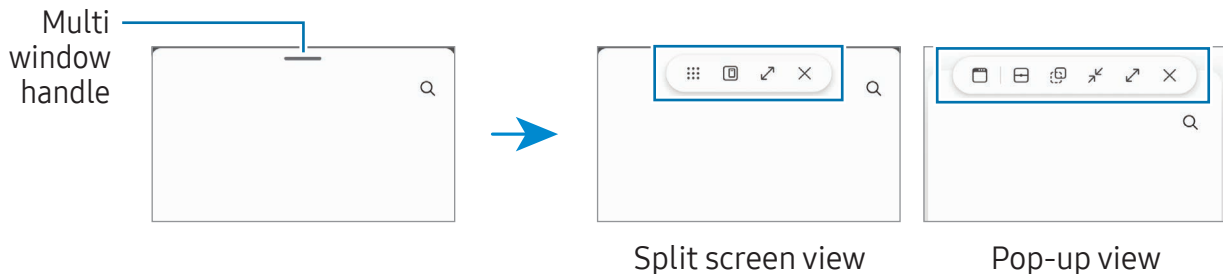 Multi
window
handle
Split screen view
Pop-up view